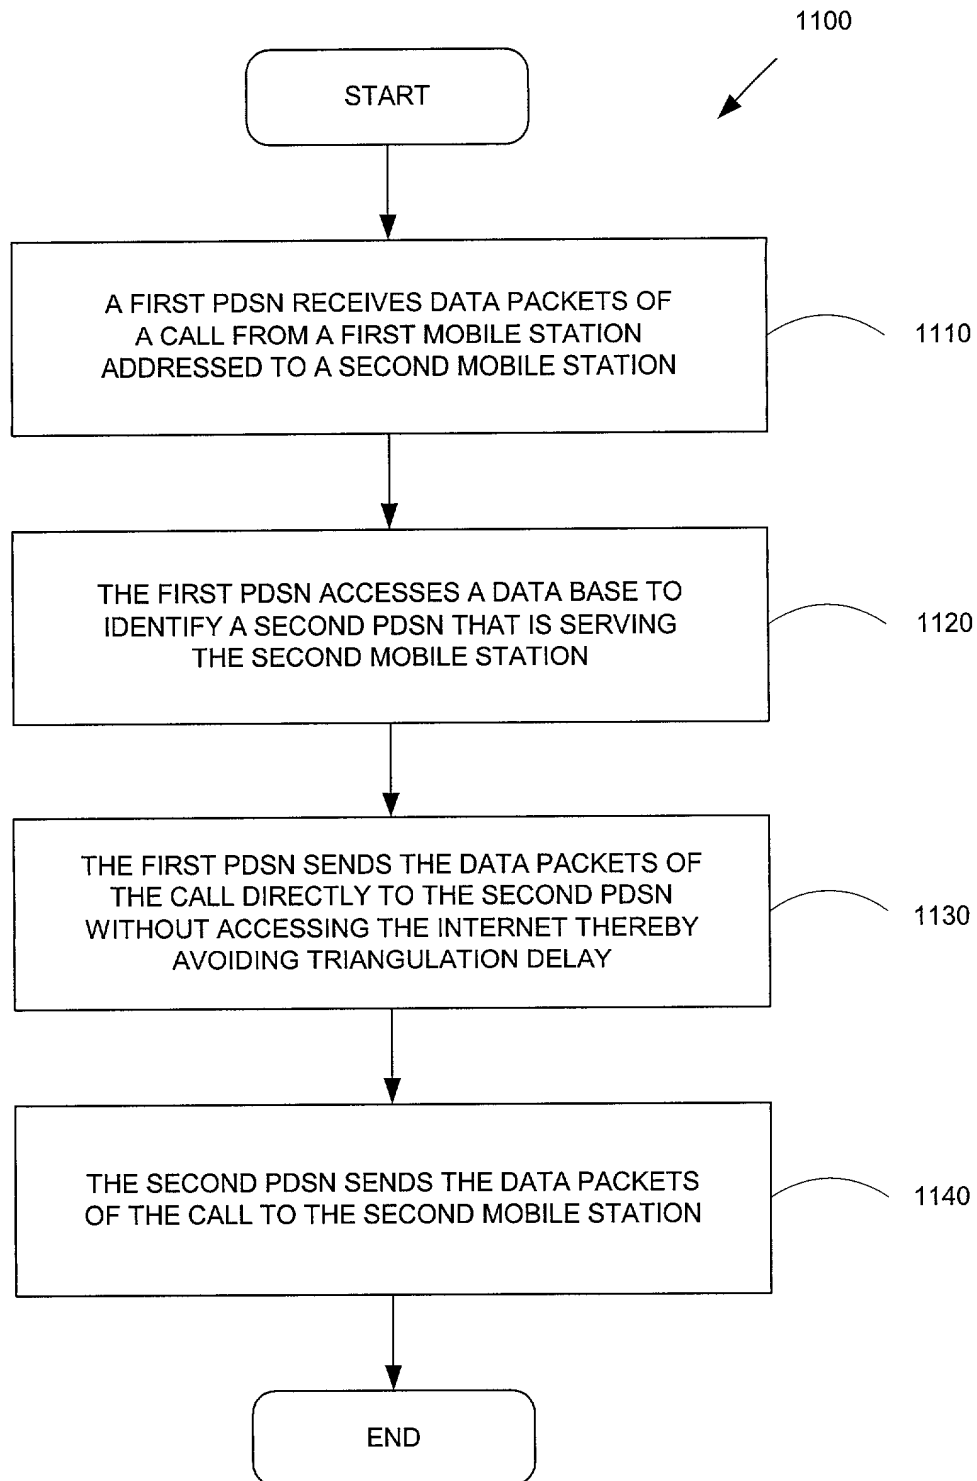 1100
START
A FIRST PDSN RECEIVES DATA PACKETS OF
A CALL FROM A FIRST MOBILE STATION
ADDRESSED TO A SECOND MOBILE STATION
1110
THE FIRST PDSN ACCESSES A DATA BASE TO
IDENTIFY A SECOND PDSN THAT IS SERVING
THE SECOND MOBILE STATION
1120
THE FIRST PDSN SENDS THE DATA PACKETS OF
THE CALL DIRECTLY TO THE SECOND PDSN
WITHOUT ACCESSING THE INTERNET THEREBY
AVOIDING TRIANGULATION DELAY
1130
THE SECOND PDSN SENDS THE DATA PACKETS
OF THE CALL TO THE SECOND MOBILE STATION
1140
END